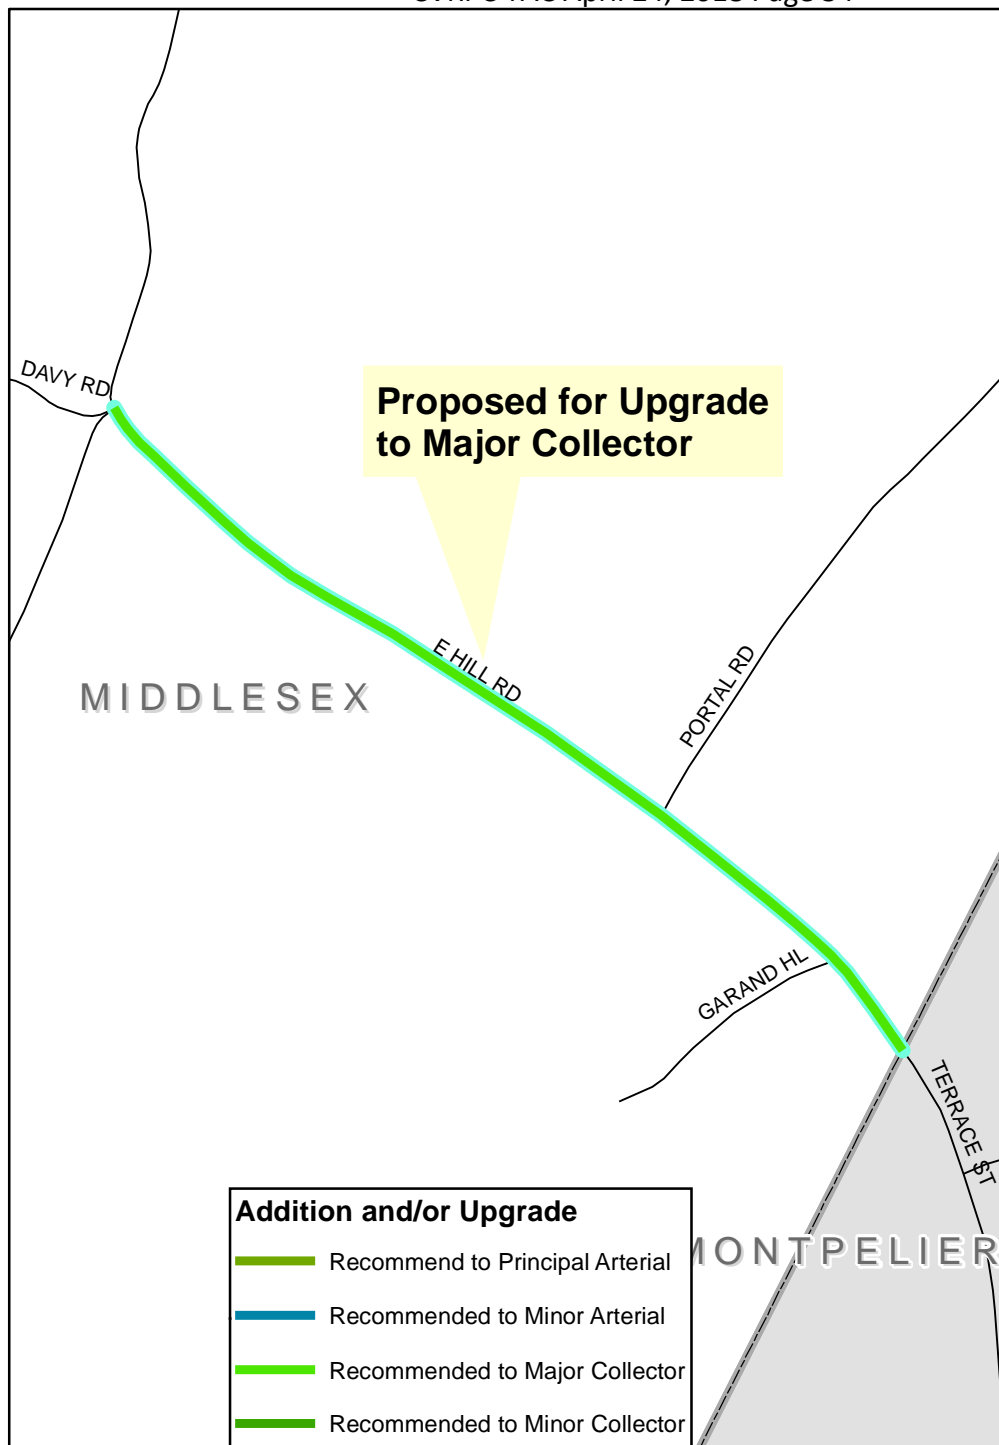 DAVY RD
Proposed for Upgrade
to Major Collector
E HILL RD
PORTAL RD
MIDDLESEX
GARAND HL
TERRACE ST
MONTPELIER
Addition and/or Upgrade
Recommend to Principal Arterial
Recommended to Minor Arterial
Recommended to Major Collector
Recommended to Minor Collector